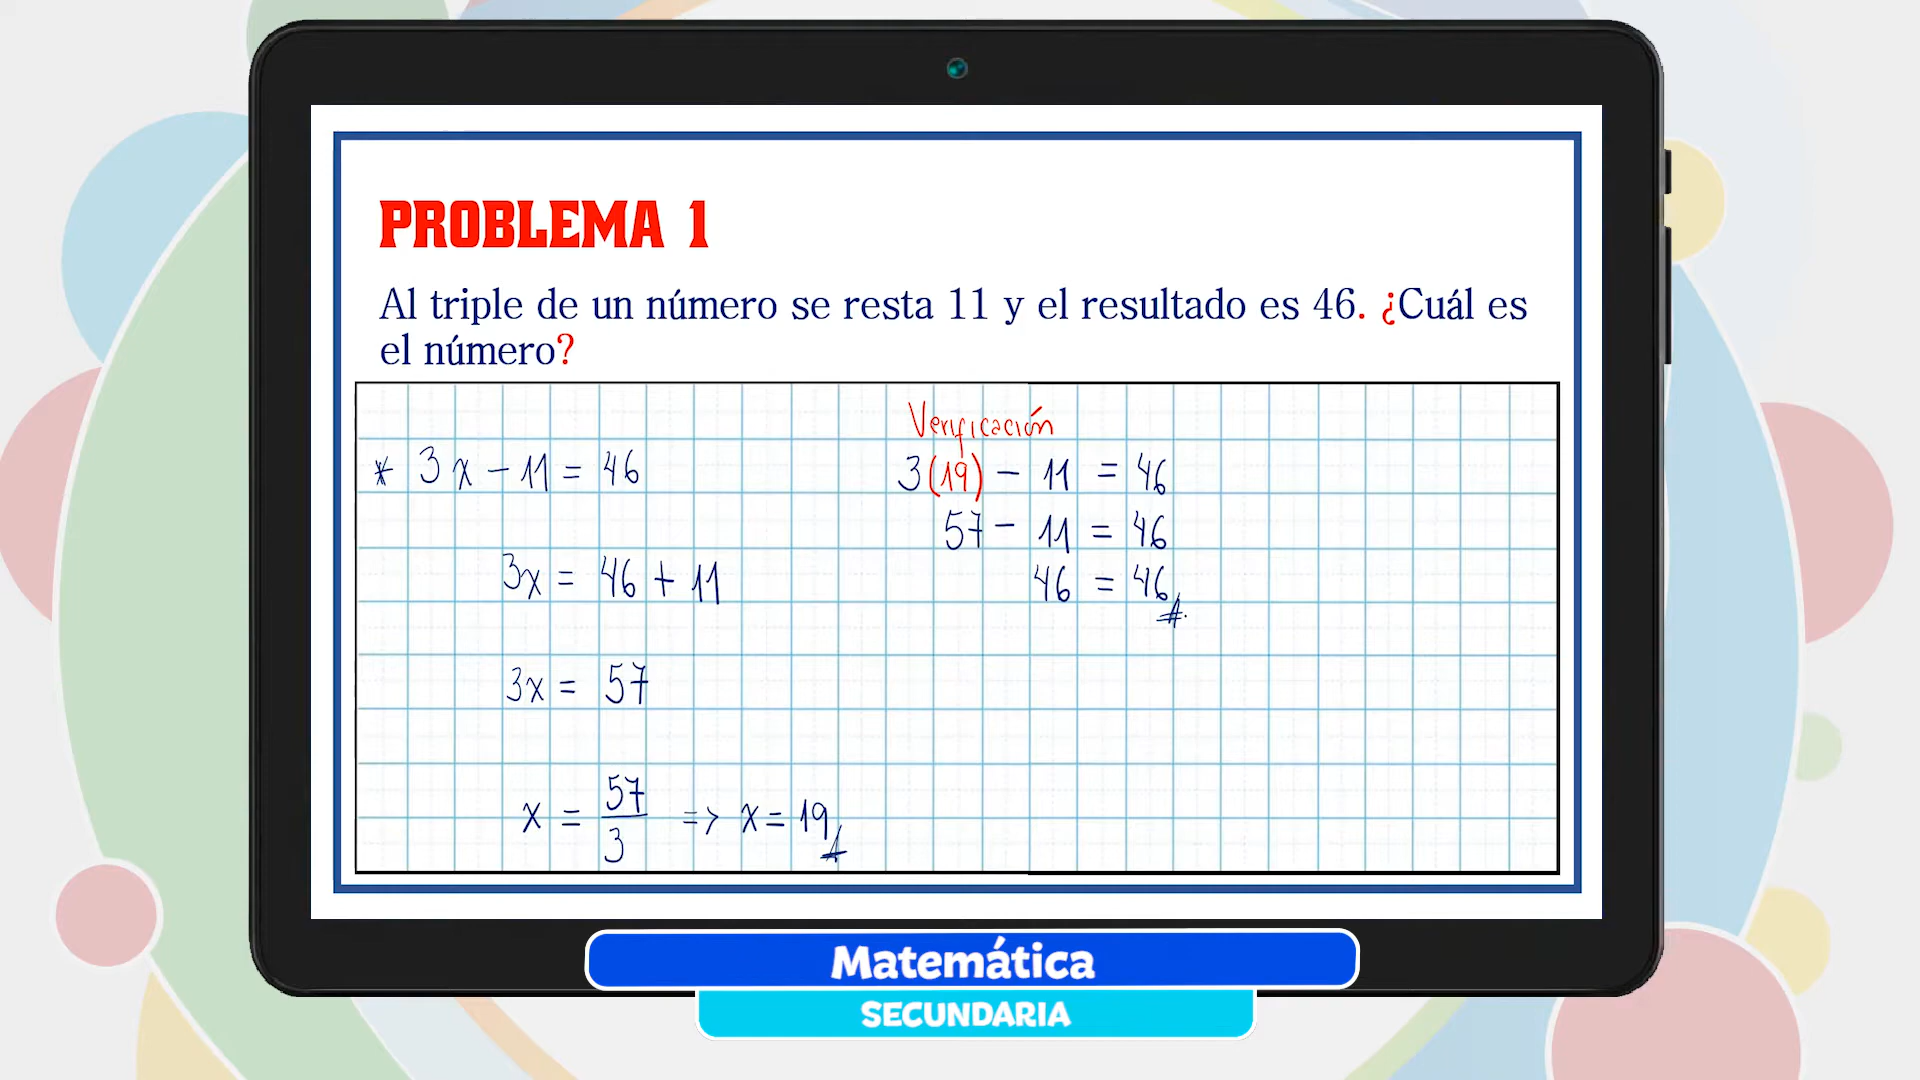 PROBLEMA 1
Al triple de un número se resta 11 y el resultado es 46. ¿Cuál es
el número?
* 3x - 11 = 46
3x = 46 + 11
3x = 57
x = 57/3 => x = 19
Verificación
3(19) - 11 = 46
57 - 11 = 46
46 = 46
Matemática
SECUNDARIA